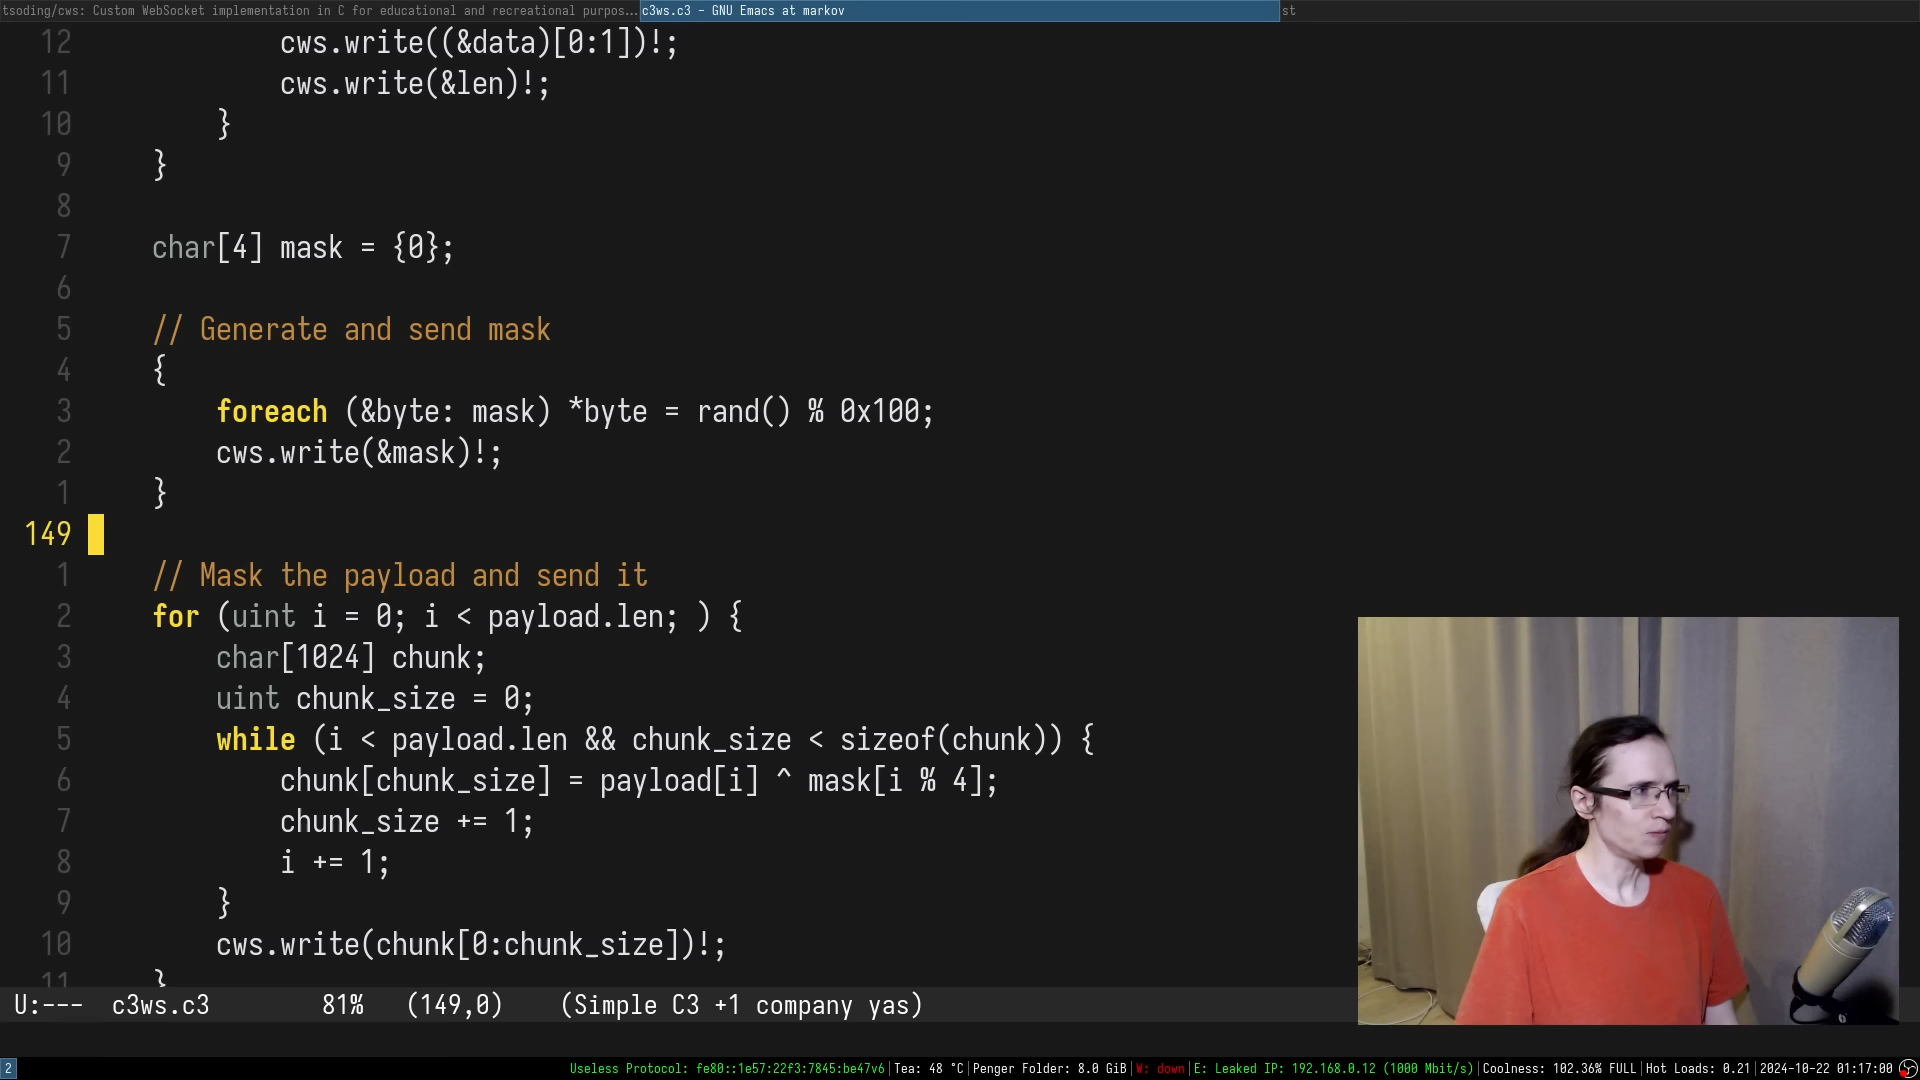 tsoding/cws: Custom WebSocket implementation in C for educational and recreational purpos...
c3ws.c3 - GNU Emacs at markov
st
12 cws.write((&data)[0:1])!;
11 cws.write(&len)!;
10 }
9 }
8
7 char[4] mask = {0};
6
5 // Generate and send mask
4 {
3 foreach (&byte: mask) *byte = rand() % 0x100;
2 cws.write(&mask)!;
1 }
149
1 // Mask the payload and send it
2 for (uint i = 0; i < payload.len; ) {
3 char[1024] chunk;
4 uint chunk_size = 0;
5 while (i < payload.len && chunk_size < sizeof(chunk)) {
6 chunk[chunk_size] = payload[i] ^ mask[i % 4];
7 chunk_size += 1;
8 i += 1;
9 }
10 cws.write(chunk[0:chunk_size])!;
11 }
U:--- c3ws.c3 81% (149,0) (Simple C3 +1 company yas)
2 Useless Protocol: fe80::1e57:22f3:7845:be47v6|Tea: 48 °C|Penger Folder: 8.0 GiB|W: down|E: Leaked IP: 192.168.0.12 (1000 Mbit/s)|Coolness: 102.36% FULL|Hot Loads: 0.21|2024-10-22 01:17:00